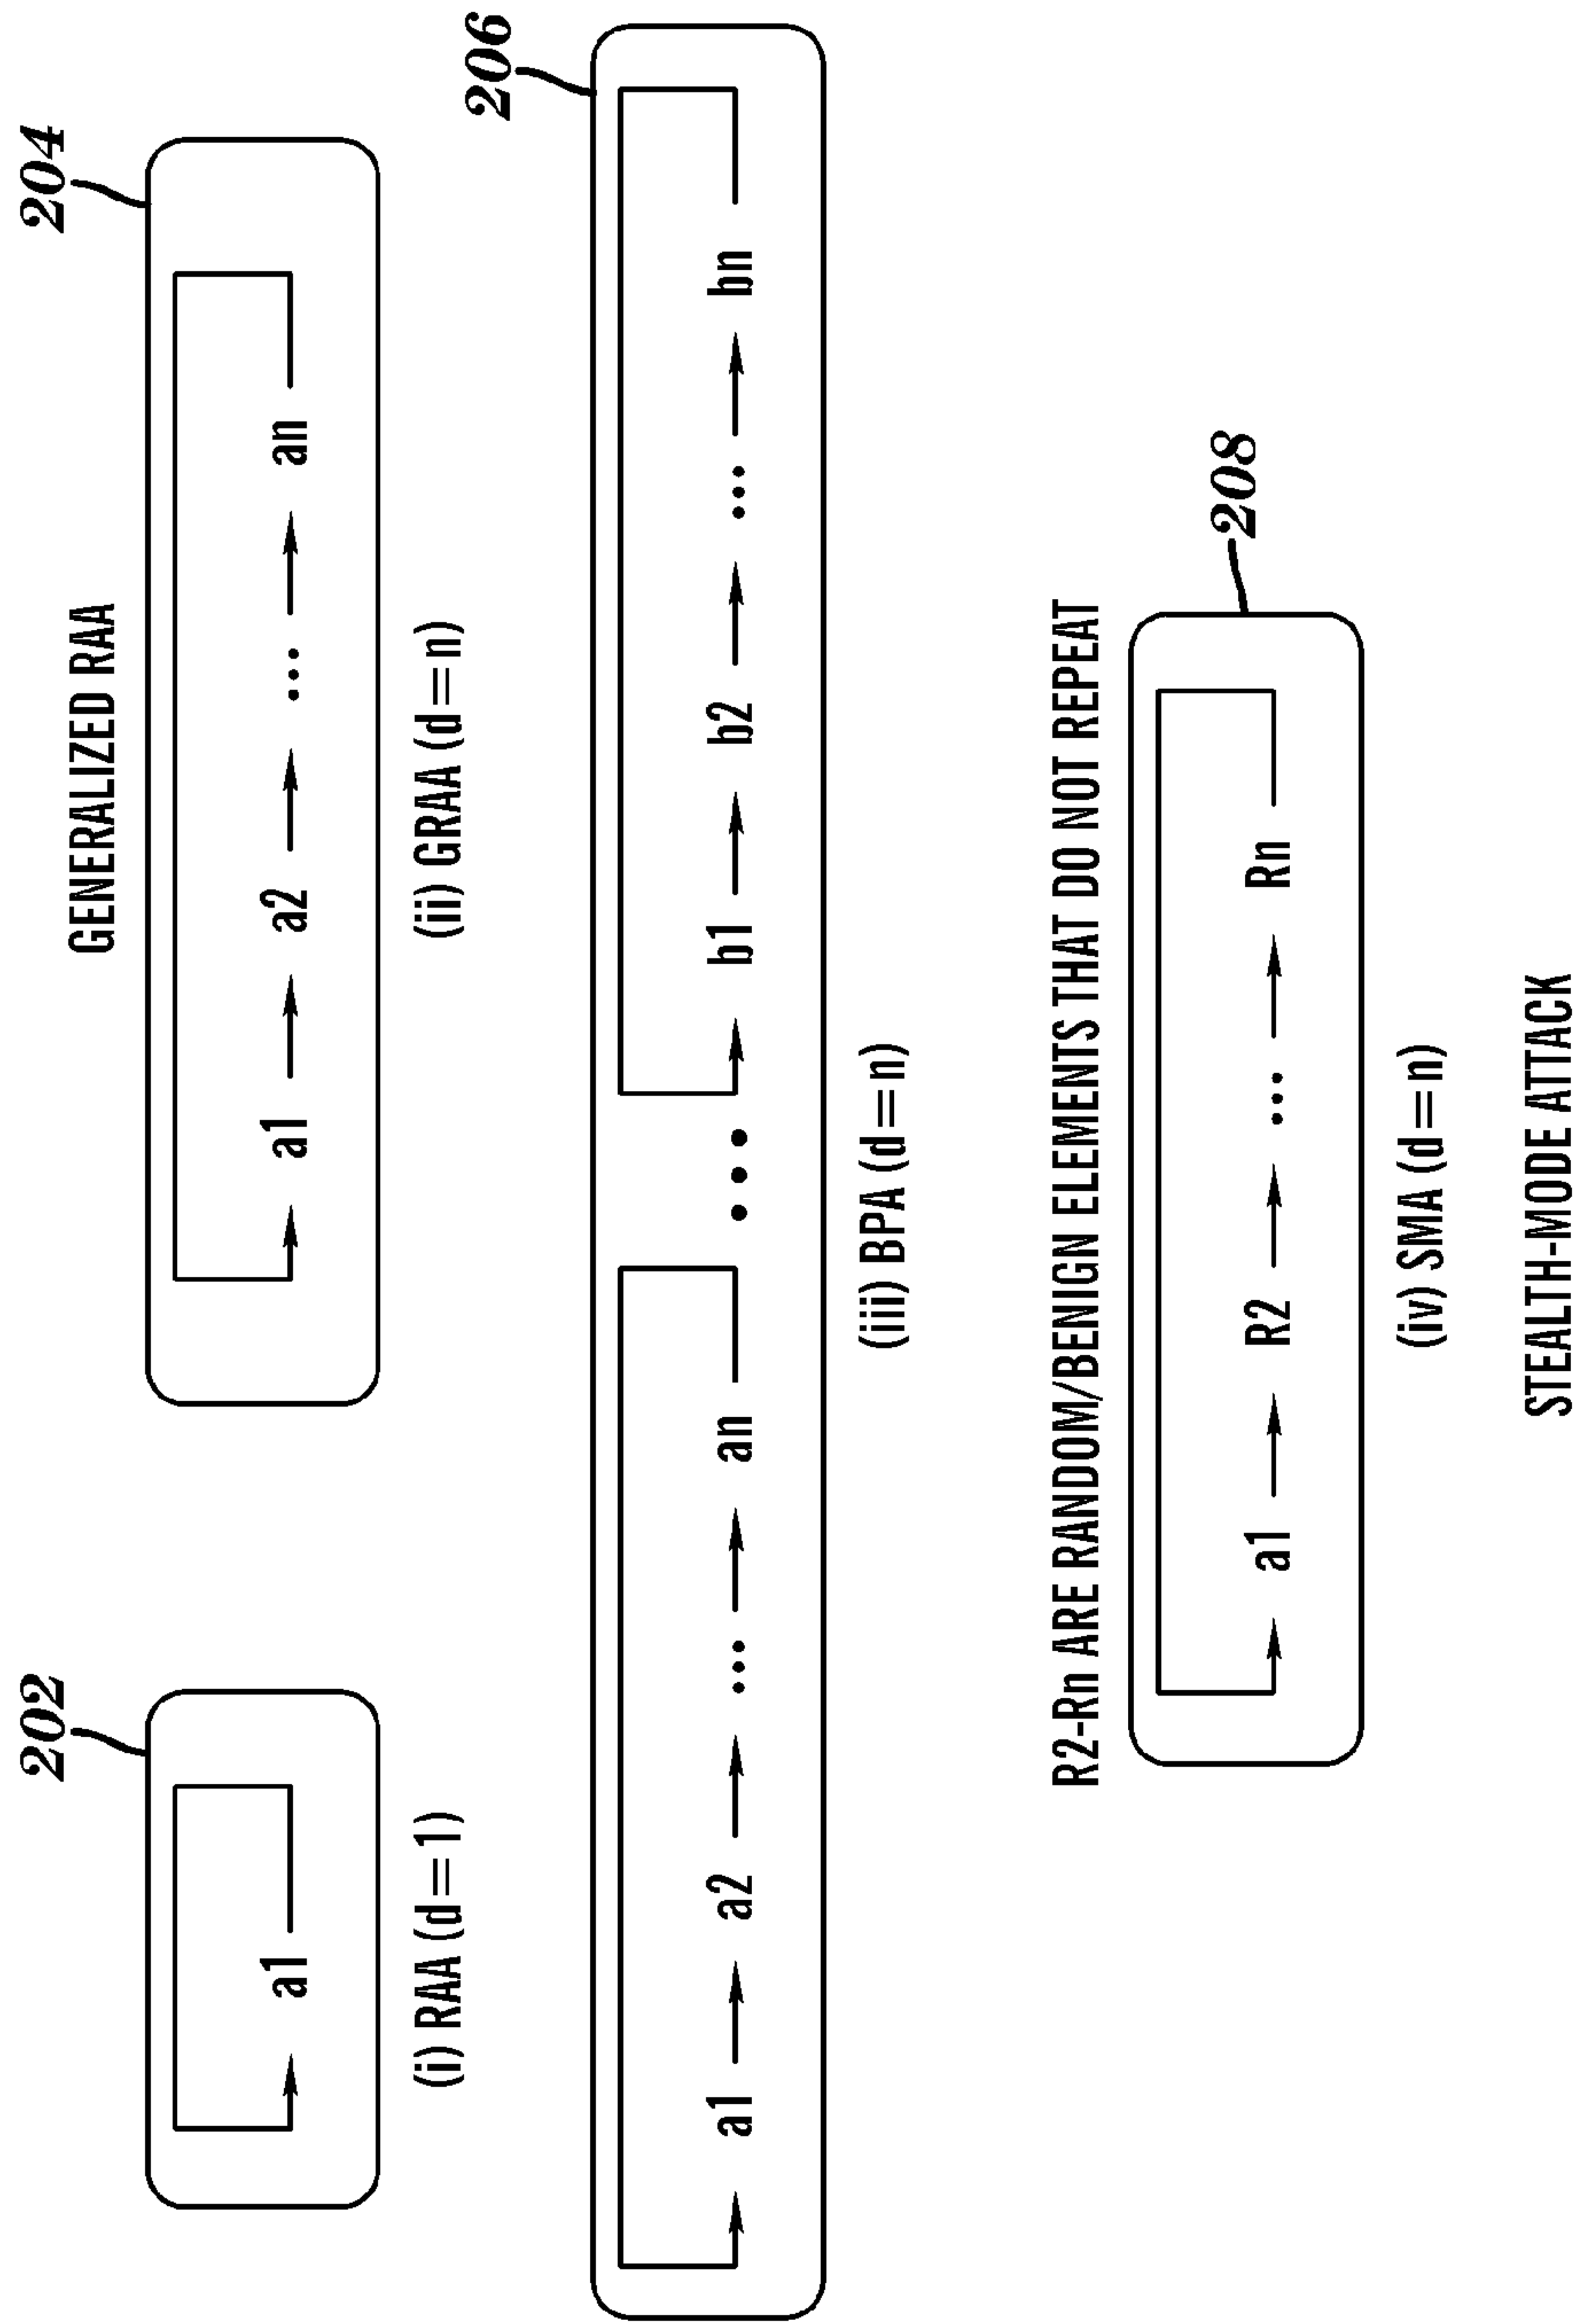 202
a1
(i) RAA (d=1)
GENERALIZED RAA
204
a1 a2 ... an
(ii) GRAA (d=n)
206
a1 a2 ... an ... b1 b2 ... bn
(iii) BPA (d=n)
R2-Rn ARE RANDOM/BENIGN ELEMENTS THAT DO NOT REPEAT
208
a1 R2 ... Rn
(iv) SMA (d=n)
STEALTH-MODE ATTACK